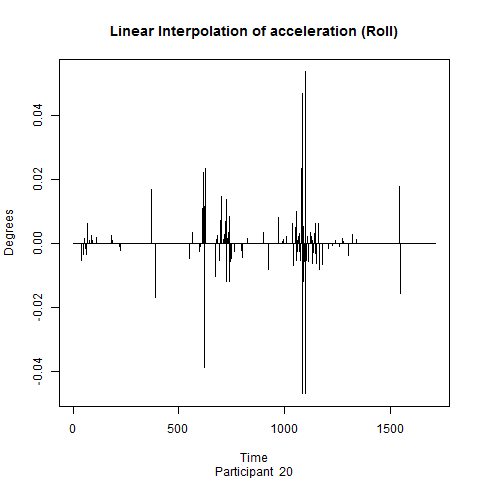 Linear Interpolation of acceleration (Roll)
Degrees
0.04
0.02
0.00
-0.02
-0.04
0 500 1000 1500
Time
Participant 20